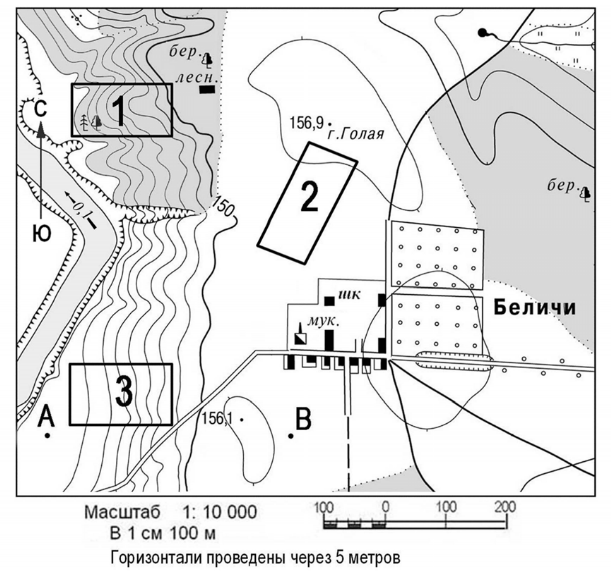 бер.
лесн.
С
1
156,9
г.Голая
бер.
0,1
Ю
150
2
шк
мук.
Беличи
3
А
156,1
В
Масштаб 1: 10 000
В 1 см 100 м
100 0 100 200
Горизонтали проведены через 5 метров